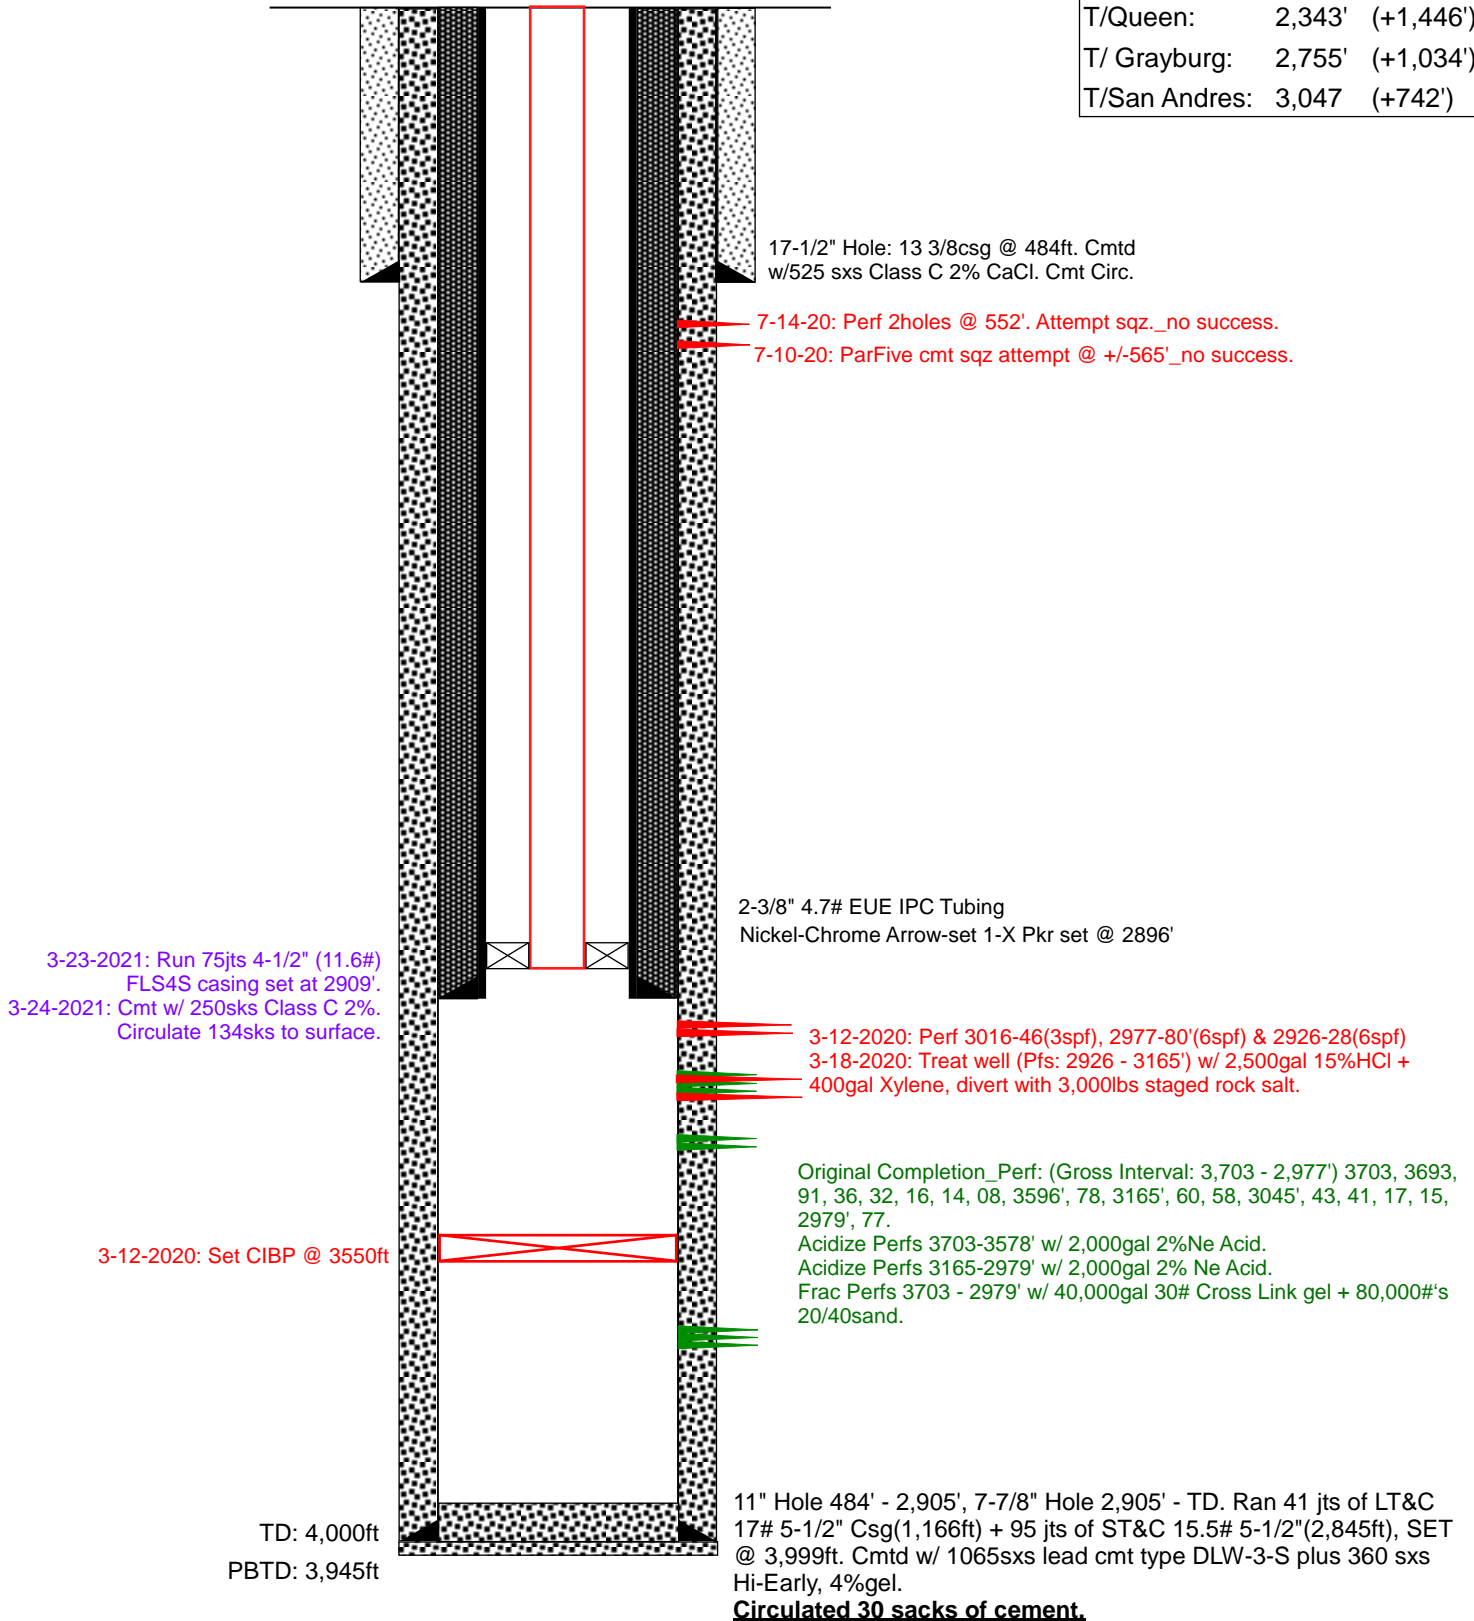 T/Queen: 2,343' (+1,446')
T/ Grayburg: 2,755' (+1,034')
T/San Andres: 3,047 (+742')
17-1/2" Hole: 13 3/8csg @ 484ft. Cmtd
w/525 sxs Class C 2% CaCl. Cmt Circ.
7-14-20: Perf 2holes @ 552'. Attempt sqz._no success.
7-10-20: ParFive cmt sqz attempt @ +/-565'_no success.
2-3/8" 4.7# EUE IPC Tubing
Nickel-Chrome Arrow-set 1-X Pkr set @ 2896'
3-23-2021: Run 75jts 4-1/2" (11.6#)
FLS4S casing set at 2909'.
3-24-2021: Cmt w/ 250sks Class C 2%.
Circulate 134sks to surface.
3-12-2020: Perf 3016-46(3spf), 2977-80'(6spf) & 2926-28(6spf)
3-18-2020: Treat well (Pfs: 2926 - 3165') w/ 2,500gal 15%HCl +
400gal Xylene, divert with 3,000lbs staged rock salt.
Original Completion_Perf: (Gross Interval: 3,703 - 2,977') 3703, 3693,
91, 36, 32, 16, 14, 08, 3596', 78, 3165', 60, 58, 3045', 43, 41, 17, 15,
2979', 77.
Acidize Perfs 3703-3578' w/ 2,000gal 2%Ne Acid.
Acidize Perfs 3165-2979' w/ 2,000gal 2% Ne Acid.
Frac Perfs 3703 - 2979' w/ 40,000gal 30# Cross Link gel + 80,000#'s
20/40sand.
3-12-2020: Set CIBP @ 3550ft
11" Hole 484' - 2,905', 7-7/8" Hole 2,905' - TD. Ran 41 jts of LT&C
17# 5-1/2" Csg(1,166ft) + 95 jts of ST&C 15.5# 5-1/2"(2,845ft), SET
@ 3,999ft. Cmtd w/ 1065sxs lead cmt type DLW-3-S plus 360 sxs
Hi-Early, 4%gel.
Circulated 30 sacks of cement.
TD: 4,000ft
PBTD: 3,945ft